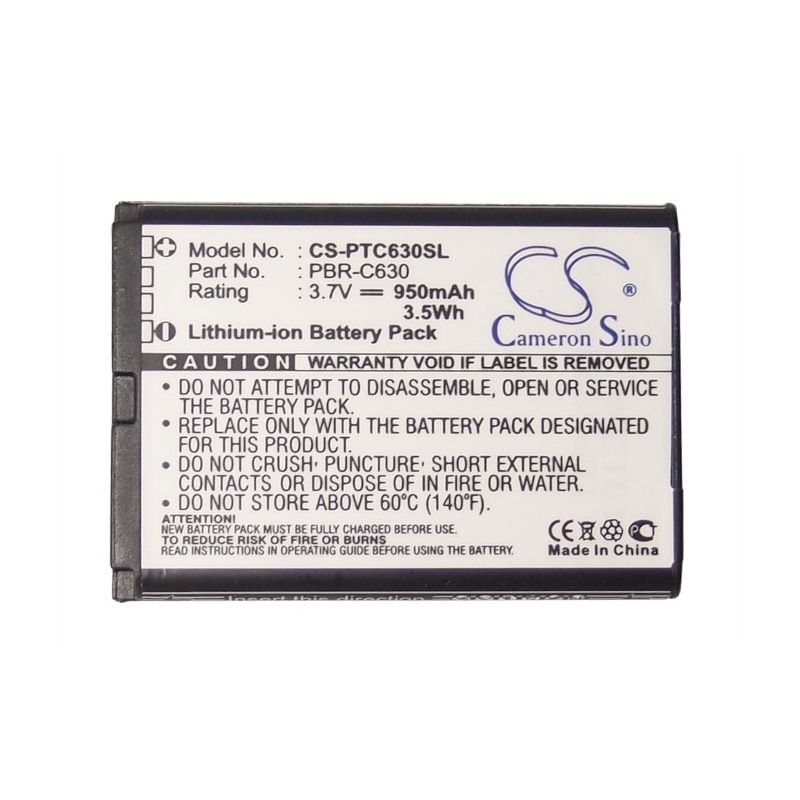 Model No. : CS-PTC630SL
Part No. : PBR-C630
Rating : 3.7V 950mAh
3.5Wh
Lithium-ion Battery Pack
CS®
Cameron Sino
CAUTION WARRANTY VOID IF LABEL IS REMOVED
• DO NOT ATTEMPT TO DISASSEMBLE, OPEN OR SERVICE
THE BATTERY PACK.
• REPLACE ONLY WITH THE BATTERY PACK DESIGNATED
FOR THIS PRODUCT.
• DO NOT CRUSH, PUNCTURE, SHORT EXTERNAL
CONTACTS OR DISPOSE OF IN FIRE OR WATER.
• DO NOT STORE ABOVE 60°C (140°F).
ATTENTION!
NEW BATTERY PACK MUST BE FULLY CHARGED BEFORE USE,
TO REDUCE RISK OF FIRE OR BURNS
READ INSTRUCTIONS IN OPERATING GUIDE BEFORE USING THE BATTERY.
CE
Made In China
Insert this direction